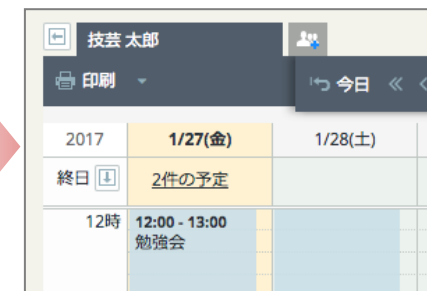 技芸 太郎
印刷
今日
2017 1/27(金) 1/28(土)
終日 2件の予定
12時 12:00 - 13:00
勉強会